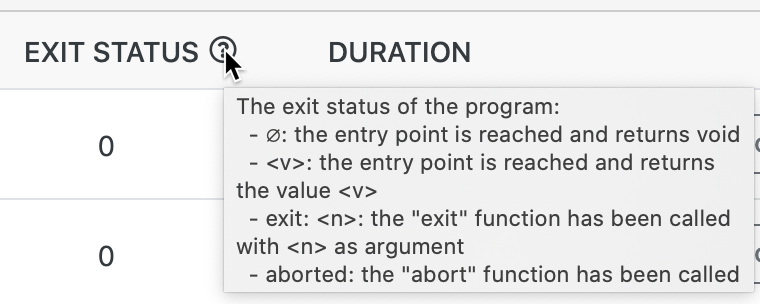 EXIT STATUS ? DURATION
The exit status of the program:
- ∅: the entry point is reached and returns void
0
- <v>: the entry point is reached and returns
the value <v>
- exit: <n>: the "exit" function has been called
with <n> as argument
0
- aborted: the "abort" function has been called